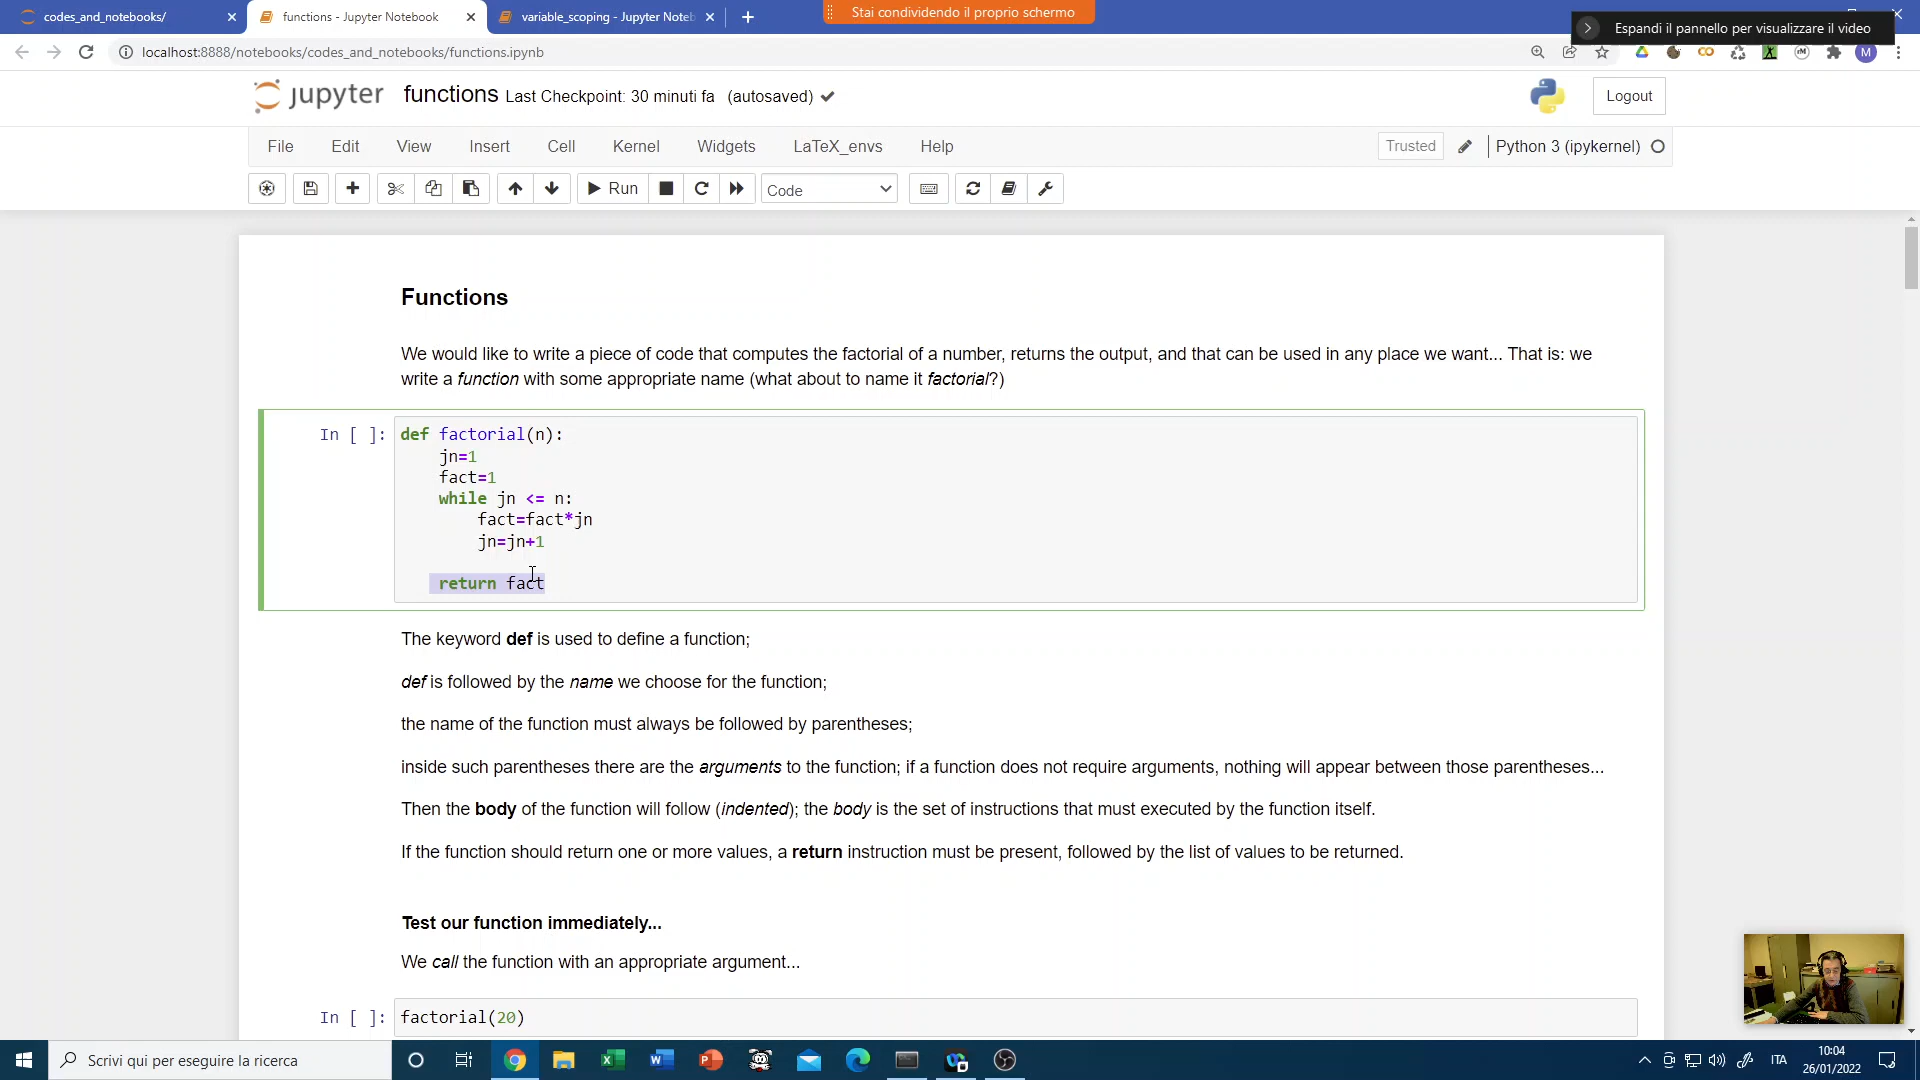 codes_and_notebooks/
functions - Jupyter Notebook
variable_scoping - Jupyter Noteb
Stai condividendo il proprio schermo
Espandi il pannello per visualizzare il video
localhost:8888/notebooks/codes_and_notebooks/functions.ipynb
M
jupyter functions Last Checkpoint: 30 minuti fa (autosaved)
Logout
File Edit View Insert Cell Kernel Widgets LaTeX_envs Help
Trusted
Python 3 (ipykernel)
Run
Code
Functions
We would like to write a piece of code that computes the factorial of a number, returns the output, and that can be used in any place we want... That is: we
write a function with some appropriate name (what about to name it factorial?)
In [ ]: def factorial(n):
jn=1
fact=1
while jn <= n:
fact=fact*jn
jn=jn+1
return fact
The keyword def is used to define a function;
def is followed by the name we choose for the function;
the name of the function must always be followed by parentheses;
inside such parentheses there are the arguments to the function; if a function does not require arguments, nothing will appear between those parentheses...
Then the body of the function will follow (indented); the body is the set of instructions that must executed by the function itself.
If the function should return one or more values, a return instruction must be present, followed by the list of values to be returned.
Test our function immediately...
We call the function with an appropriate argument...
In [ ]: factorial(20)
Scrivi qui per eseguire la ricerca
ITA
10:04
26/01/2022